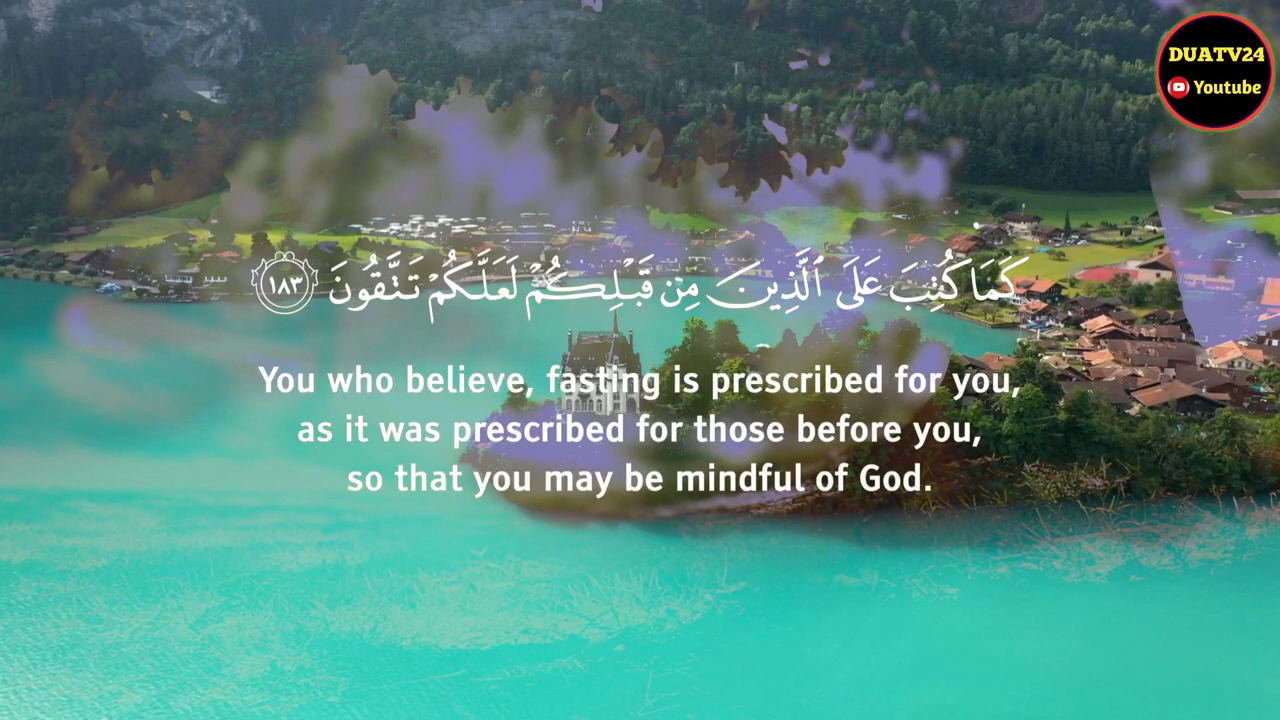 DUATV24
Youtube
كَمَا كُتِبَ عَلَى ٱلَّذِينَ مِن قَبْلِكُمْ لَعَلَّكُمْ تَتَّقُونَ ١٨٣
You who believe, fasting is prescribed for you,
as it was prescribed for those before you,
so that you may be mindful of God.